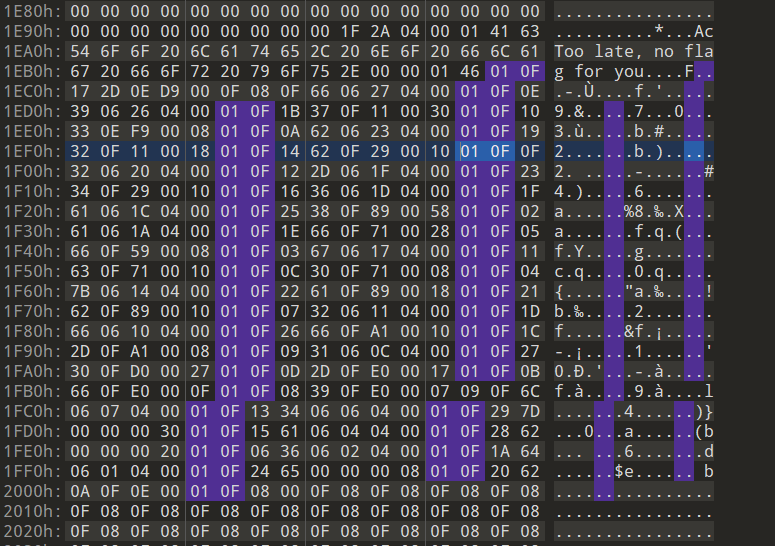 1E80h: 00 00 00 00 00 00 00 00 00 00 00 00 00 00 00 00 ................
1E90h: 00 00 00 00 00 00 00 00 00 1F 2A 04 00 01 41 63 ..........*...Ac
1EA0h: 54 6F 6F 20 6C 61 74 65 2C 20 6E 6F 20 66 6C 61 Too late, no fla
1EB0h: 67 20 66 6F 72 20 79 6F 75 2E 00 00 01 46 01 0F g for you....F..
1EC0h: 17 2D 0E D9 00 0F 08 0F 66 06 27 04 00 01 0F 0E .-.Ù....f.'.....
1ED0h: 39 06 26 04 00 01 0F 1B 37 0F 11 00 30 01 0F 10 9.&.....7...0...
1EE0h: 33 0E F9 00 08 01 0F 0A 62 06 23 04 00 01 0F 19 3.ù.....b.#.....
1EF0h: 32 0F 11 00 18 01 0F 14 62 0F 29 00 10 01 0F 0F 2.......b.).....
1F00h: 32 06 20 04 00 01 0F 12 2D 06 1F 04 00 01 0F 23 2. .....-......#
1F10h: 34 0F 29 00 10 01 0F 16 36 06 1D 04 00 01 0F 1F 4.).....6.......
1F20h: 61 06 1C 04 00 01 0F 25 38 0F 89 00 58 01 0F 02 a......%8.‰.X...
1F30h: 61 06 1A 04 00 01 0F 1E 66 0F 71 00 28 01 0F 05 a.......f.q.(...
1F40h: 66 0F 59 00 08 01 0F 03 67 06 17 04 00 01 0F 11 f.Y.....g.......
1F50h: 63 0F 71 00 10 01 0F 0C 30 0F 71 00 08 01 0F 04 c.q.....0.q.....
1F60h: 7B 06 14 04 00 01 0F 22 61 0F 89 00 18 01 0F 21 {......"a.‰....!
1F70h: 62 0F 89 00 10 01 0F 07 32 06 11 04 00 01 0F 1D b.‰.....2.......
1F80h: 66 06 10 04 00 01 0F 26 66 0F A1 00 10 01 0F 1C f......&f.¡.....
1F90h: 2D 0F A1 00 08 01 0F 09 31 06 0C 04 00 01 0F 27 -.¡.....1......'
1FA0h: 30 0F D0 00 27 01 0F 0D 2D 0F E0 00 17 01 0F 0B 0.Ð.'...-.à.....
1FB0h: 66 0F E0 00 0F 01 0F 08 39 0F E0 00 07 09 0F 6C f.à.....9.à....l
1FC0h: 06 07 04 00 01 0F 13 34 06 06 04 00 01 0F 29 7D .......4......)}
1FD0h: 00 00 00 30 01 0F 15 61 06 04 04 00 01 0F 28 62 ...0...a......(b
1FE0h: 00 00 00 20 01 0F 06 36 06 02 04 00 01 0F 1A 64 ... ...6.......d
1FF0h: 06 01 04 00 01 0F 24 65 00 00 00 08 01 0F 20 62 ......$e...... b
2000h: 0A 0F 0E 00 01 0F 08 00 0F 08 0F 08 0F 08 0F 08 ................
2010h: 0F 08 0F 08 0F 08 0F 08 0F 08 0F 08 0F 08 0F 08 ................
2020h: 0F 08 0F 08 0F 08 0F 08 0F 08 0F 08 0F 08 0F 08 ................